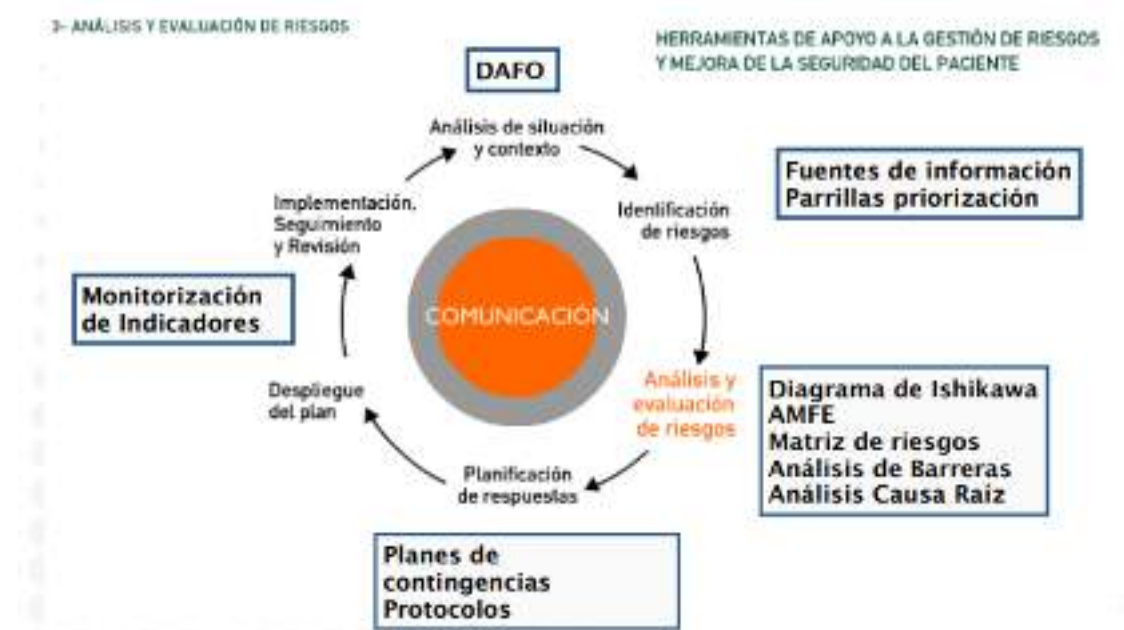 3- ANÁLISIS Y EVALUACIÓN DE RIESGOS
HERRAMIENTAS DE APOYO A LA GESTIÓN DE RIESGOS
Y MEJORA DE LA SEGURIDAD DEL PACIENTE
DAFO
Análisis de situación
y contexto
Fuentes de información
Parrillas priorización
Identificación
de riesgos
Implementación,
Seguimiento
y Revisión
Monitorización
de Indicadores
COMUNICACIÓN
Análisis y
evaluación
de riesgos
Diagrama de Ishikawa
AMFE
Matriz de riesgos
Análisis de Barreras
Análisis Causa Raiz
Despliegue
del plan
Planificación
de respuestas
Planes de
contingencias
Protocolos